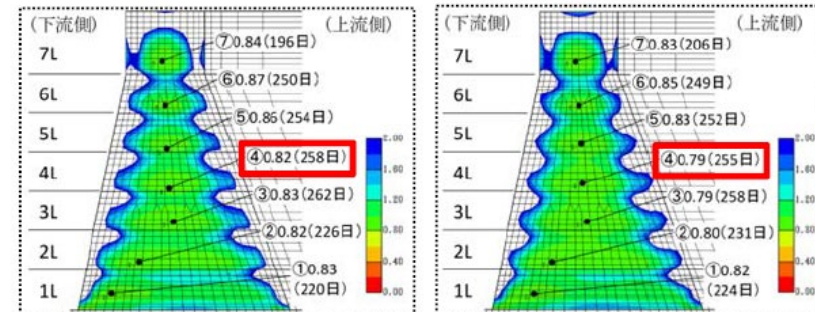 (下流側)
(上流側)
7L
⑦0.84(196日)
6L
⑥0.87(250日)
5L
⑤0.86(254日)
4L
④0.82(258日)
3L
③0.83(262日)
2L
②0.82(226日)
1L
①0.83
(220日)
2.00
1.60
1.20
0.80
0.40
0.00
(下流側)
(上流側)
7L
⑦0.83(206日)
6L
⑥0.85(249日)
5L
⑤0.83(252日)
4L
④0.79(255日)
3L
③0.79(258日)
2L
②0.80(231日)
1L
①0.82
(224日)
2.00
1.60
1.20
0.80
0.40
0.00